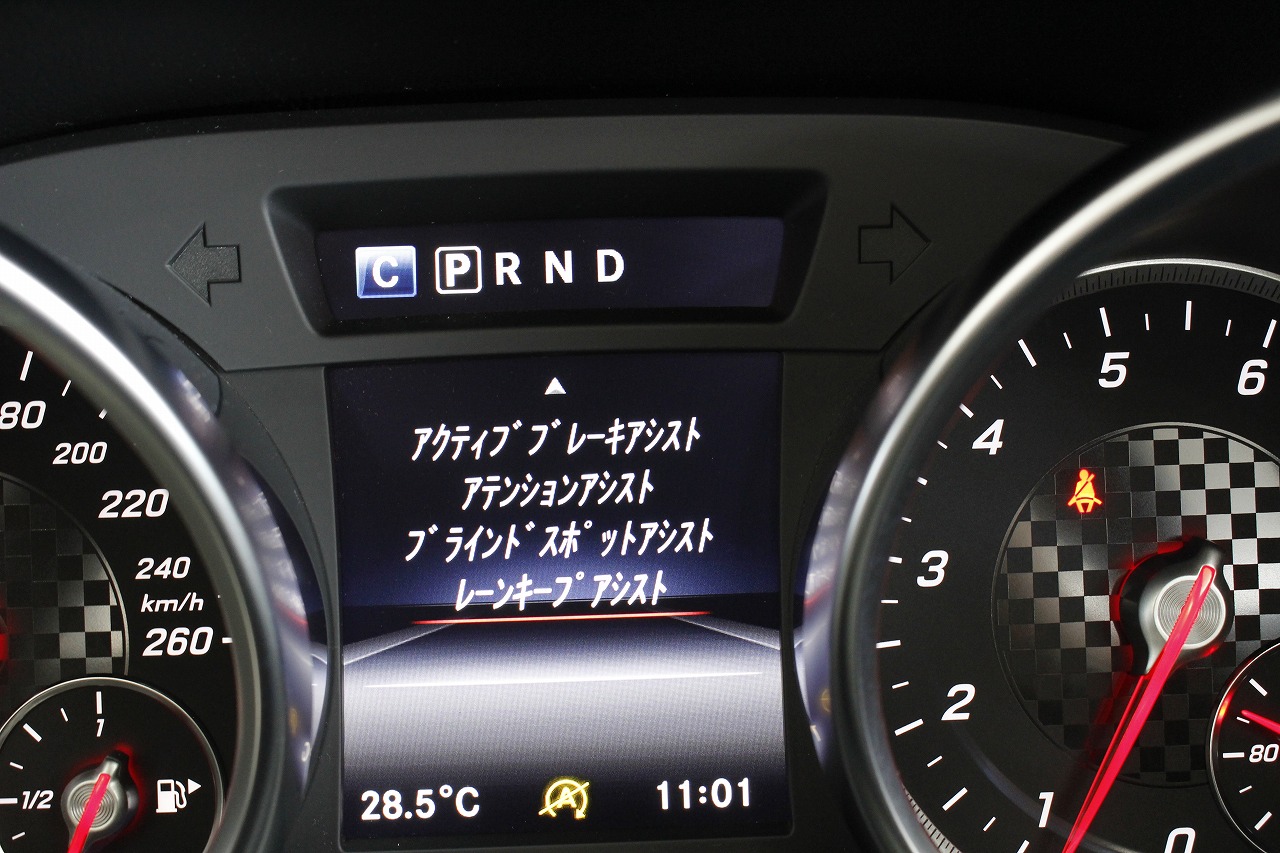 C P R N D
アクティブブレーキアシスト
アテンションアシスト
ブラインドスポットアシスト
レーンキープアシスト
28.5°C A 11:01
80
200
220
240
km/h
260
1
1/2
6
5
4
3
2
1
0
80